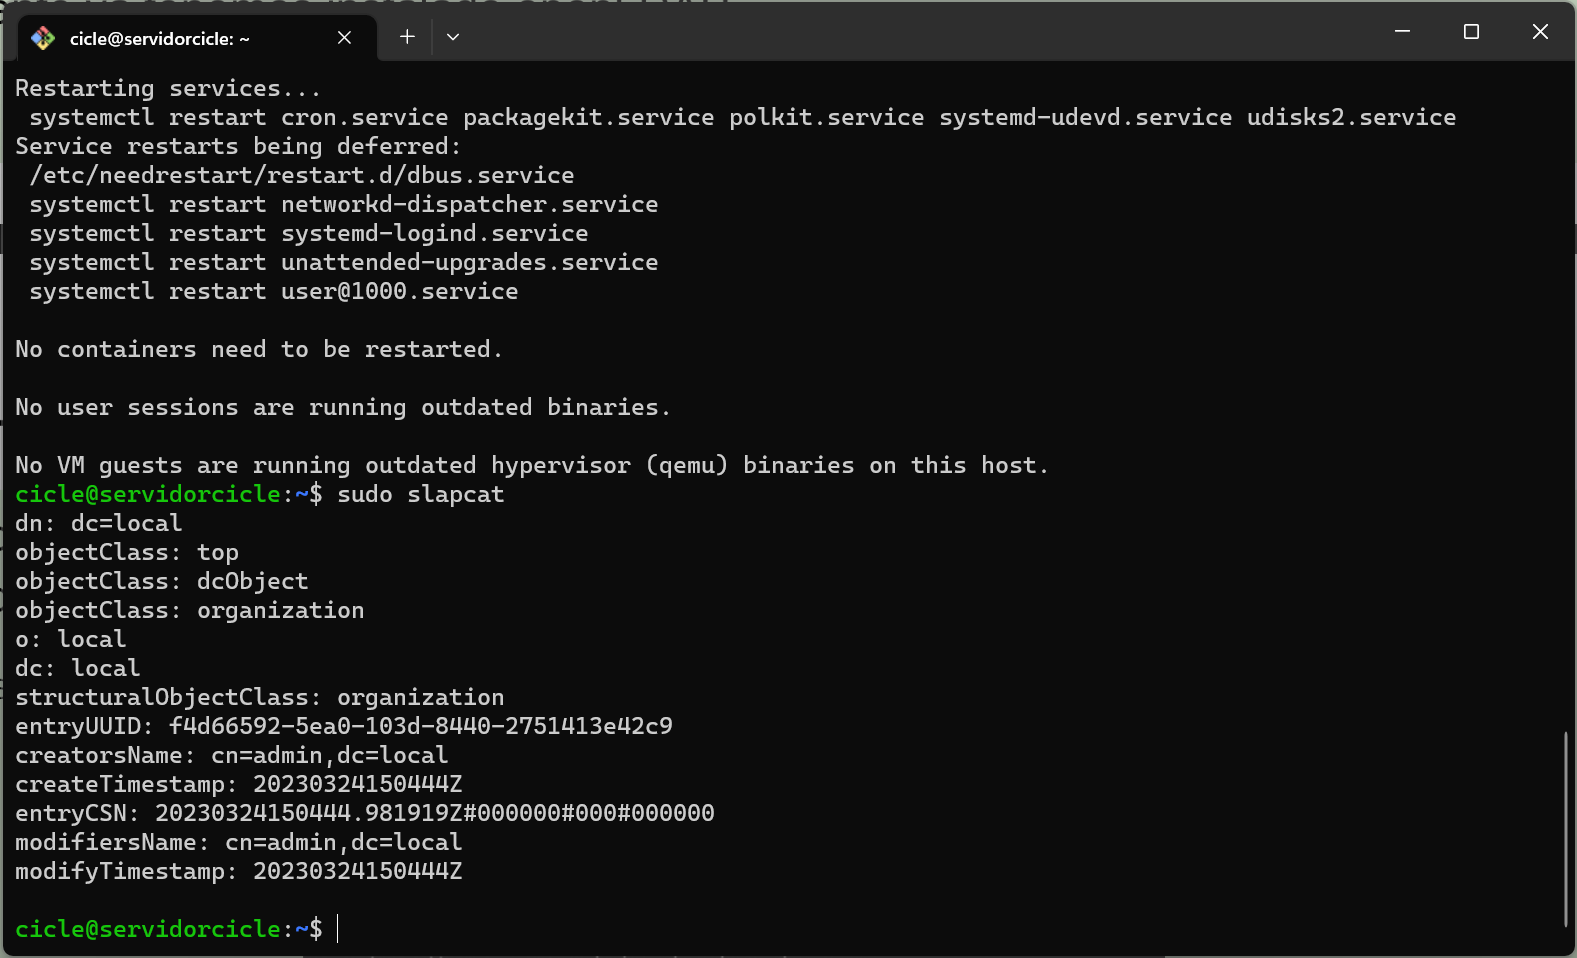 cicle@servidorcicle: ~
Restarting services...
 systemctl restart cron.service packagekit.service polkit.service systemd-udevd.service udisks2.service
Service restarts being deferred:
 /etc/needrestart/restart.d/dbus.service
 systemctl restart networkd-dispatcher.service
 systemctl restart systemd-logind.service
 systemctl restart unattended-upgrades.service
 systemctl restart user@1000.service
No containers need to be restarted.
No user sessions are running outdated binaries.
No VM guests are running outdated hypervisor (qemu) binaries on this host.
cicle@servidorcicle:~$ sudo slapcat
dn: dc=local
objectClass: top
objectClass: dcObject
objectClass: organization
o: local
dc: local
structuralObjectClass: organization
entryUUID: f4d66592-5ea0-103d-8440-2751413e42c9
creatorsName: cn=admin,dc=local
createTimestamp: 20230324150444Z
entryCSN: 20230324150444.981919Z#000000#000#000000
modifiersName: cn=admin,dc=local
modifyTimestamp: 20230324150444Z
cicle@servidorcicle:~$